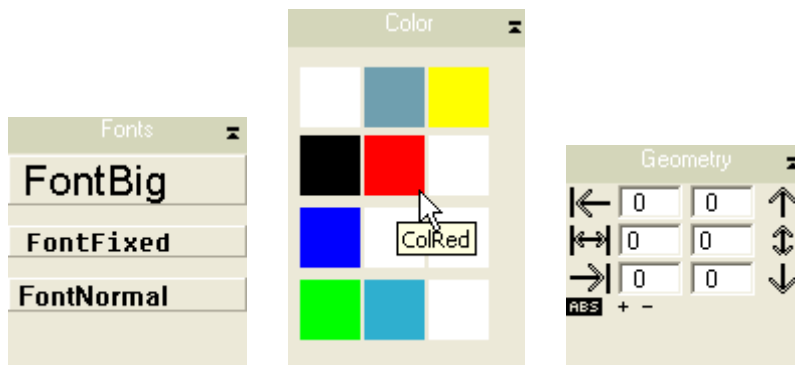 Fonts
FontBig
FontFixed
FontNormal
Color
ColRed
Geometry
0 0
0 0
0 0
ABS + -